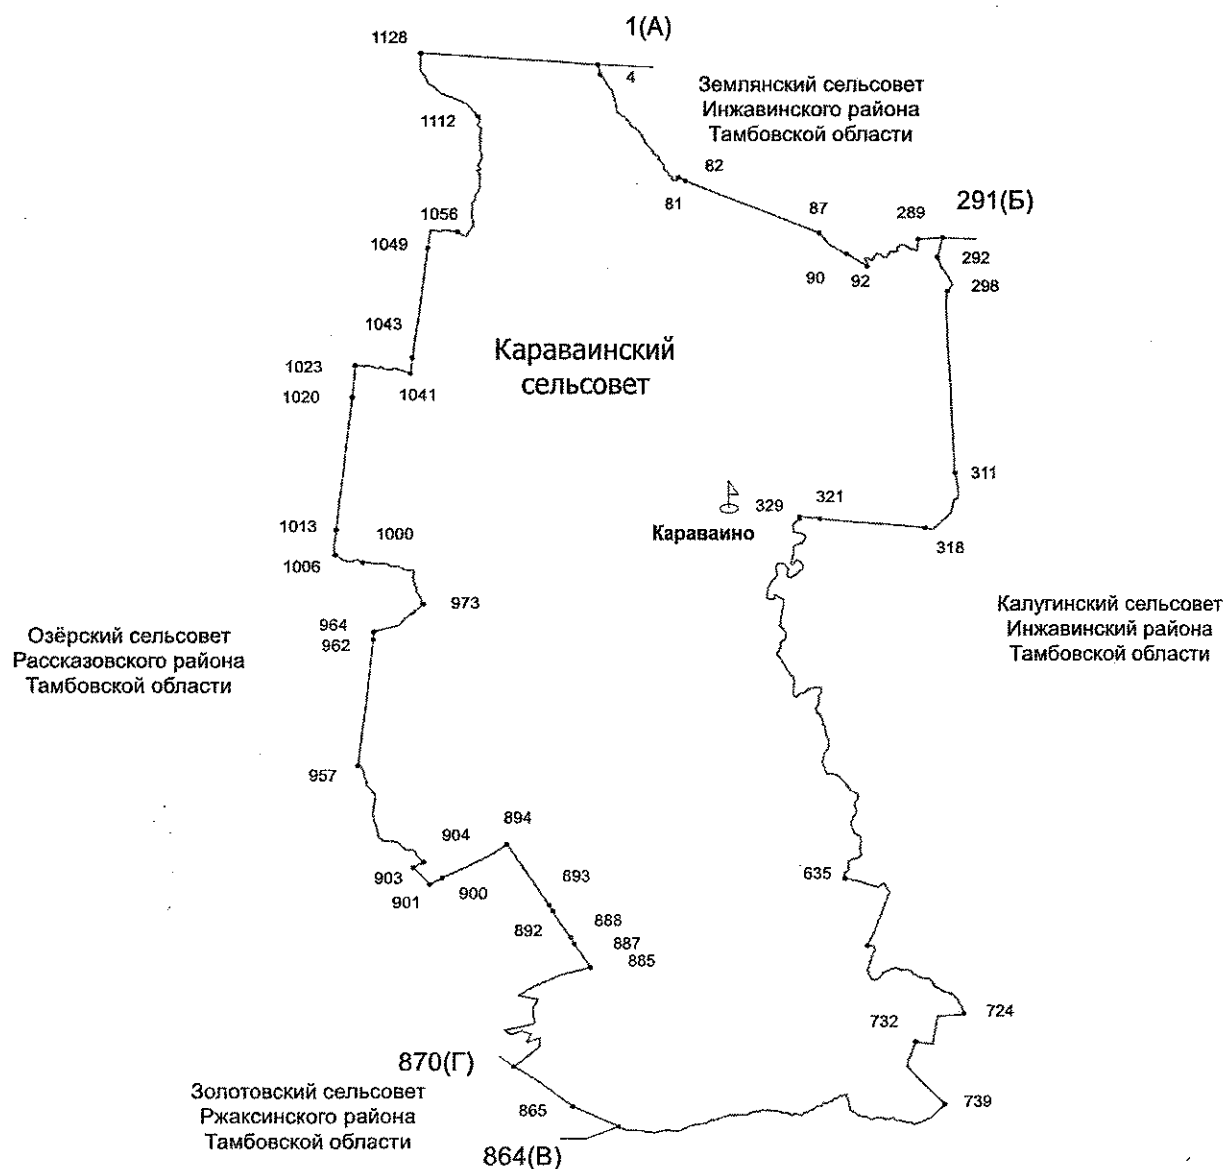 1(А)
1128
4
Землянский сельсовет
Инжавинского района
Тамбовской области
1112
82
81
291(Б)
87
289
1056
1049
292
90
92
298
1043
Караваинский
сельсовет
1023
1041
1020
311
329
321
1013
1000
Караваино
318
1006
973
Калугинский сельсовет
Инжавинский район
Тамбовской области
964
962
Озёрский сельсовет
Рассказовского района
Тамбовской области
957
894
904
903
900
901
635
893
892
888
887
885
724
732
870(Г)
Золотовский сельсовет
Ржаксинского района
Тамбовской области
865
739
864(В)